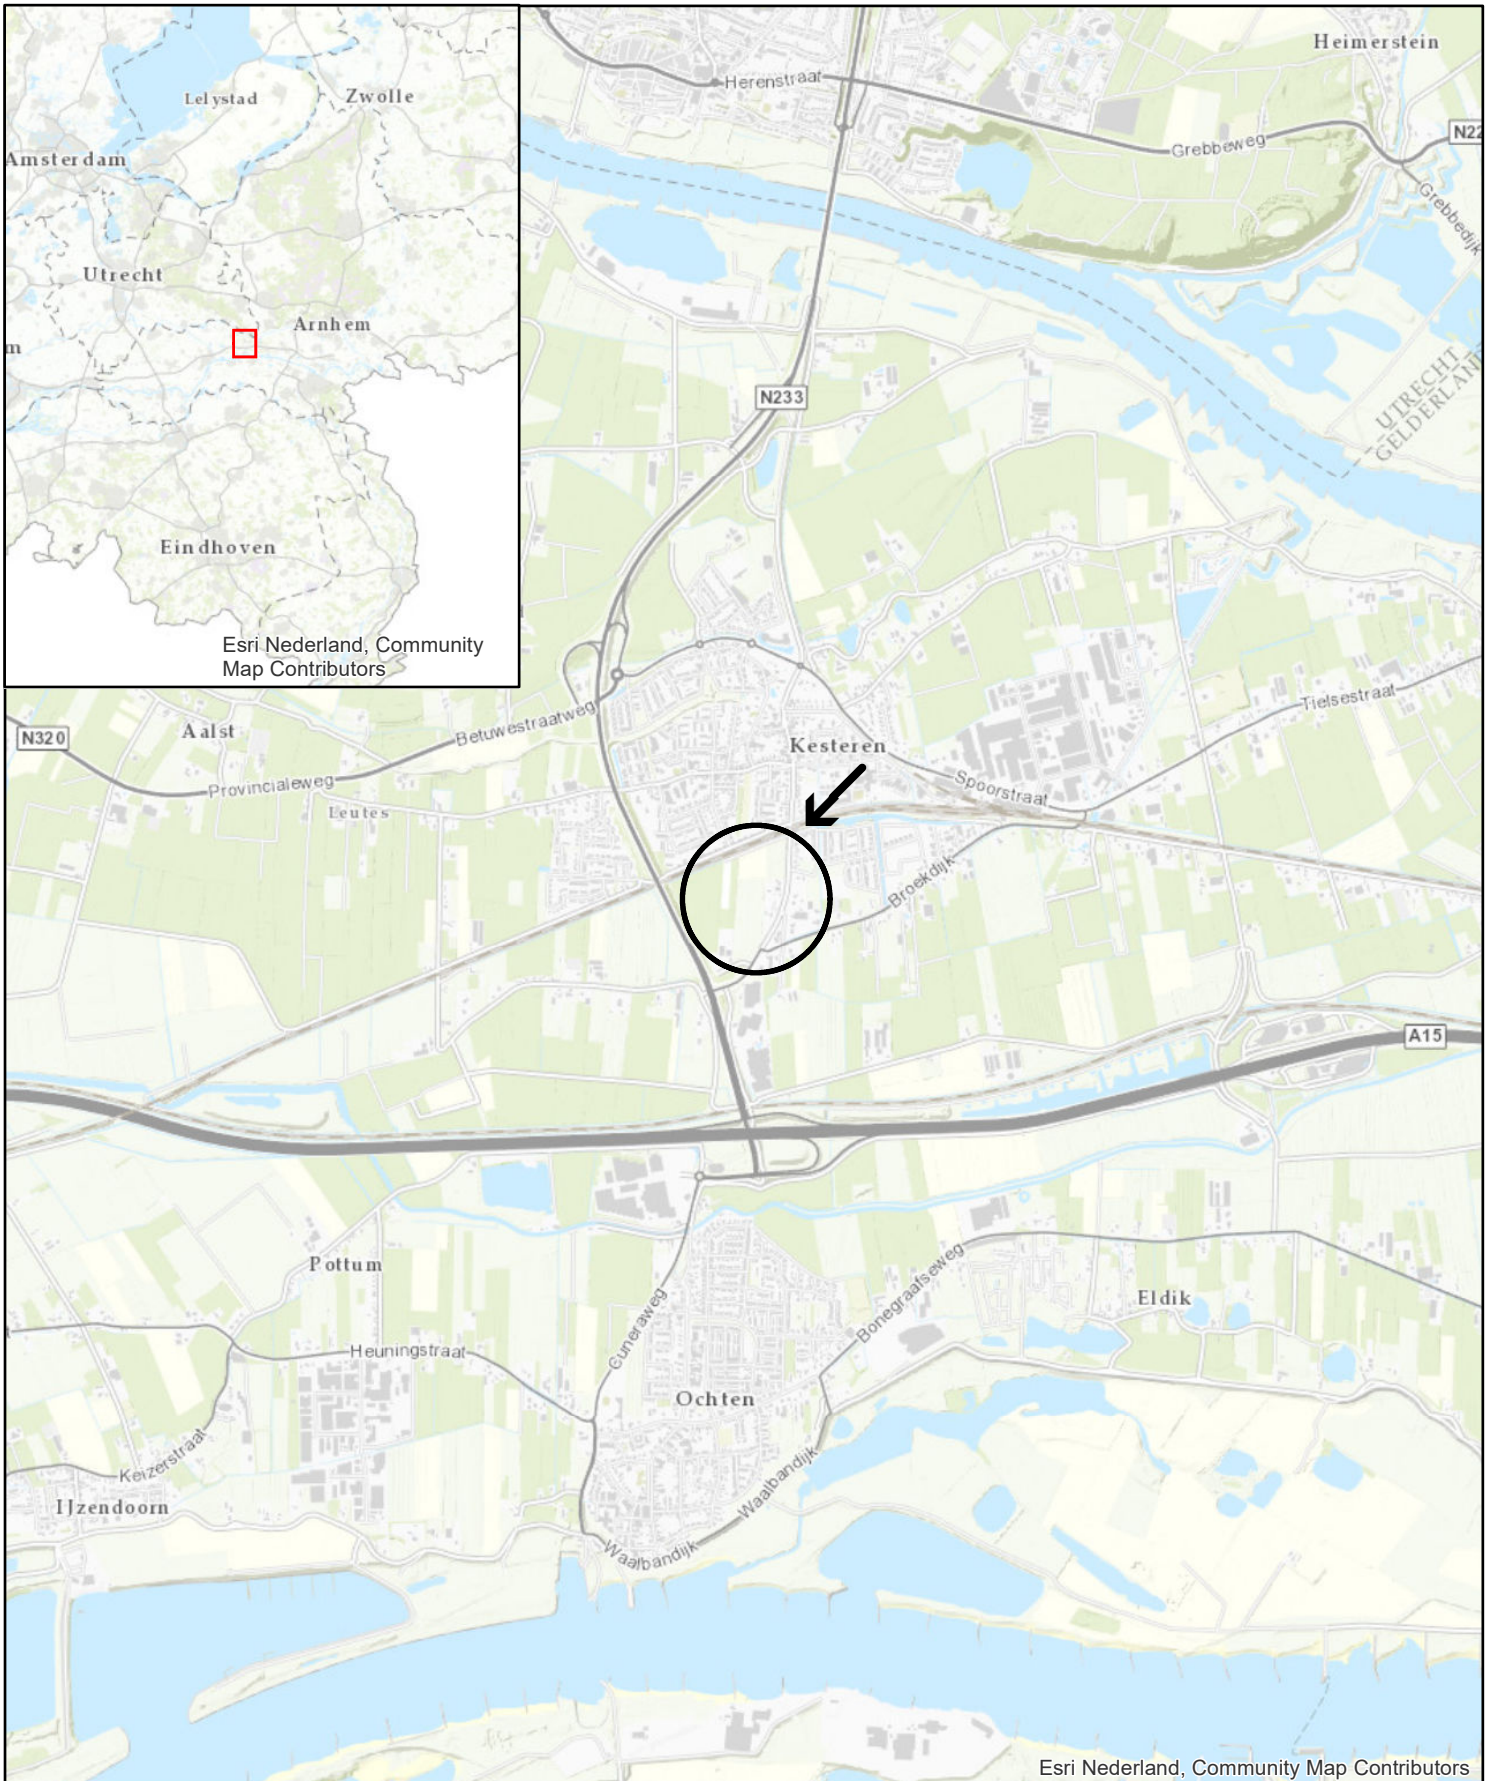 Lelystad
Zwolle
Amsterdam
Utrecht
Arnhem
m
Eindhoven
Esri Nederland, Community
Map Contributors
Heimerstein
Herenstraat
Grebbeweg
N22
Grebbedijk
UTRECHT
GELDERLAND
N233
N320
Aalst
Betuwestraatweg
Provincialeweg
Leutes
Kesteren
Spoorstraat
Tielsestraat
Broekdijk
A15
Pottum
Cuneraweg
Bonegraafseweg
Eldik
Heuningstraat
Ochten
Keizerstraat
IJzendoorn
Waalbandijk
Waalbandijk
Esri Nederland, Community Map Contributors